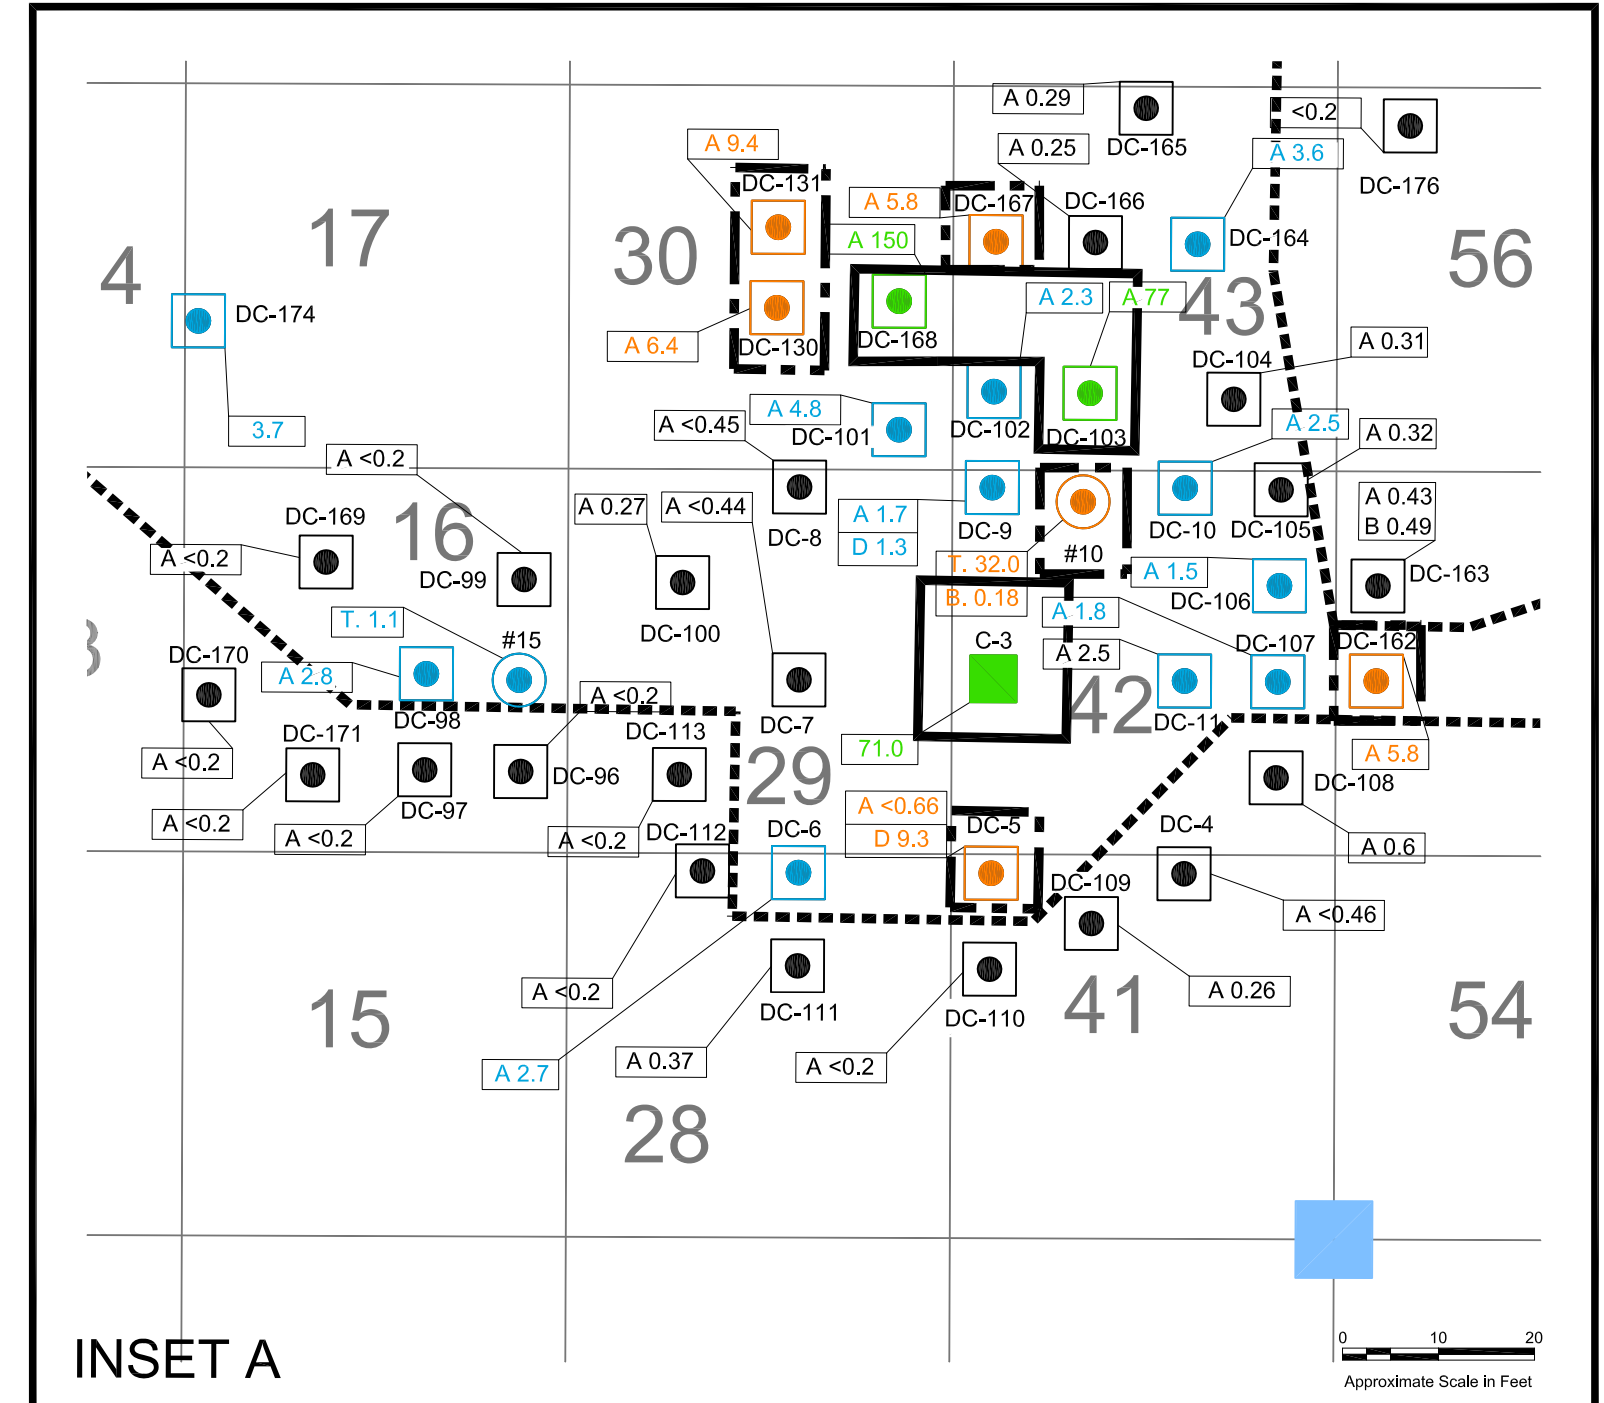 A 0.29
<0.2
A 9.4
A 0.25
DC-165
A 3.6
DC-131
DC-176
A 5.8
DC-167
DC-166
17
30
A 150
DC-164
56
4
A 2.3
A 77
43
DC-174
DC-168
A 6.4
DC-130
DC-104
A 0.31
3.7
A 4.8
A <0.45
DC-101
DC-102
DC-103
A 2.5
A 0.32
A <0.2
A 0.27
A <0.44
A 0.43
B 0.49
DC-169
16
DC-8
A 1.7
D 1.3
DC-9
DC-10
DC-105
A <0.2
DC-99
T. 32.0
B. 0.18
#10
A 1.5
DC-106
DC-163
T. 1.1
#15
DC-100
A 1.8
C-3
A 2.5
DC-107
DC-162
DC-170
A 2.8
A <0.2
DC-98
DC-113
DC-7
42
DC-11
DC-171
A <0.2
29
71.0
A 5.8
DC-96
DC-108
A <0.2
DC-97
A <0.2
A <0.2
DC-112
DC-6
A <0.66
D 9.3
DC-5
DC-4
A 0.6
DC-109
A <0.46
A <0.2
A 0.26
15
DC-111
DC-110
41
54
A 2.7
A 0.37
A <0.2
28
INSET A
0 10 20
Approximate Scale in Feet